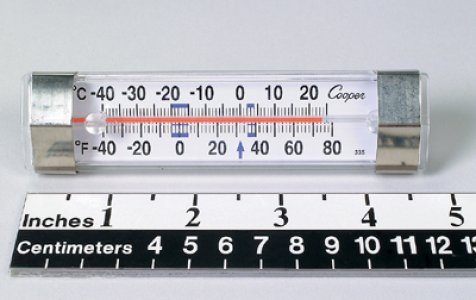 °C -40 -30 -20 -10 0 10 20 Cooper
°F -40 -20 0 20 40 60 80
335
Inches 1 2 3 4 5
Centimeters 4 5 6 7 8 9 10 11 12 13